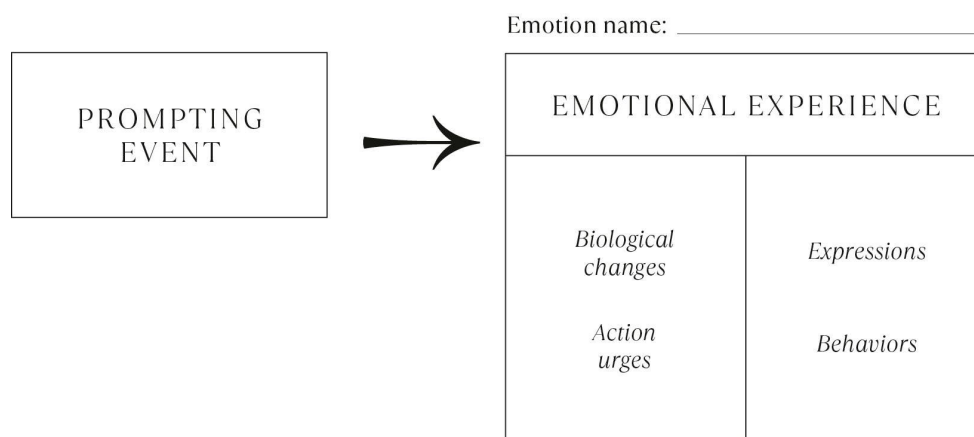 Emotion name:
PROMPTING
EVENT
EMOTIONAL EXPERIENCE
Biological
changes
Action
urges
Expressions
Behaviors